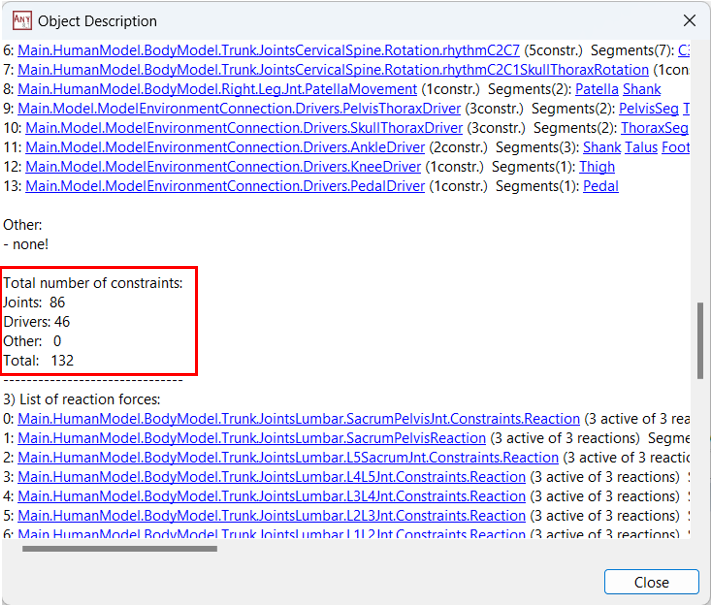 ANY
Object Description
6: Main.HumanModel.BodyModel.Trunk.JointsCervicalSpine.Rotation.rhythmC2C7 (5constr.) Segments(7): C3
7: Main.HumanModel.BodyModel.Trunk.JointsCervicalSpine.Rotation.rhythmC2C1SkullThoraxRotation (1con
8: Main.HumanModel.BodyModel.Right.Leg.Jnt.PatellaMovement (1constr.) Segments(2): Patella Shank
9: Main.Model.ModelEnvironmentConnection.Drivers.PelvisThoraxDriver (3constr.) Segments(2): PelvisSeg T
10: Main.Model.ModelEnvironmentConnection.Drivers.SkullThoraxDriver (3constr.) Segments(2): ThoraxSeg
11: Main.Model.ModelEnvironmentConnection.Drivers.AnkleDriver (2constr.) Segments(3): Shank Talus Foot
12: Main.Model.ModelEnvironmentConnection.Drivers.KneeDriver (1constr.) Segments(1): Thigh
13: Main.Model.ModelEnvironmentConnection.Drivers.PedalDriver (1constr.) Segments(1): Pedal
Other:
- none!
Total number of constraints:
Joints: 86
Drivers: 46
Other: 0
Total: 132
-------------------------------
3) List of reaction forces:
0: Main.HumanModel.BodyModel.Trunk.JointsLumbar.SacrumPelvisJnt.Constraints.Reaction (3 active of 3 rea
1: Main.HumanModel.BodyModel.Trunk.JointsLumbar.SacrumPelvisReaction (3 active of 3 reactions) Segme
2: Main.HumanModel.BodyModel.Trunk.JointsLumbar.L5SacrumJnt.Constraints.Reaction (3 active of 3 reactic
3: Main.HumanModel.BodyModel.Trunk.JointsLumbar.L4L5Jnt.Constraints.Reaction (3 active of 3 reactions) S
4: Main.HumanModel.BodyModel.Trunk.JointsLumbar.L3L4Jnt.Constraints.Reaction (3 active of 3 reactions) S
5: Main.HumanModel.BodyModel.Trunk.JointsLumbar.L2L3Jnt.Constraints.Reaction (3 active of 3 reactions) S
6: Main.HumanModel.BodyModel.Trunk.JointsLumbar.L1L2Jnt.Constraints.Reaction (3 active of 3 reactions) S
Close